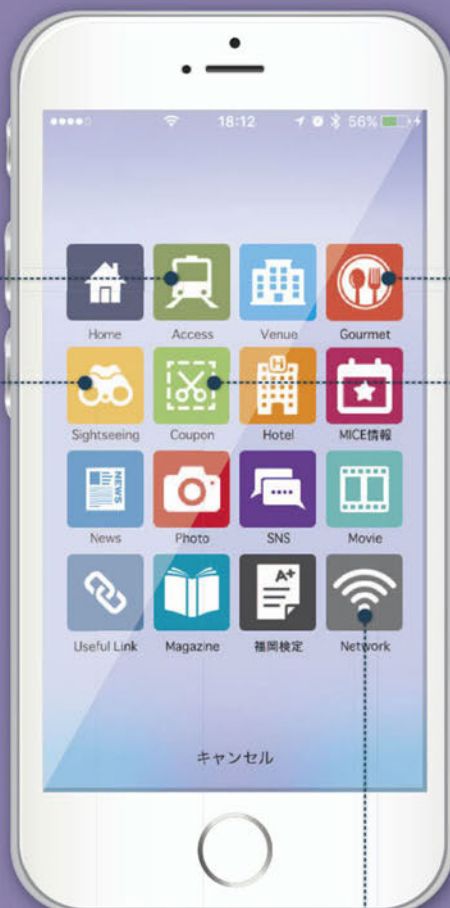 18:12 56%
Home Access Venue Gourmet
H
Sightseeing Coupon Hotel MICE情報
NEWS
News Photo SNS Movie
A+
Useful Link Magazine 福岡検定 Network
キャンセル